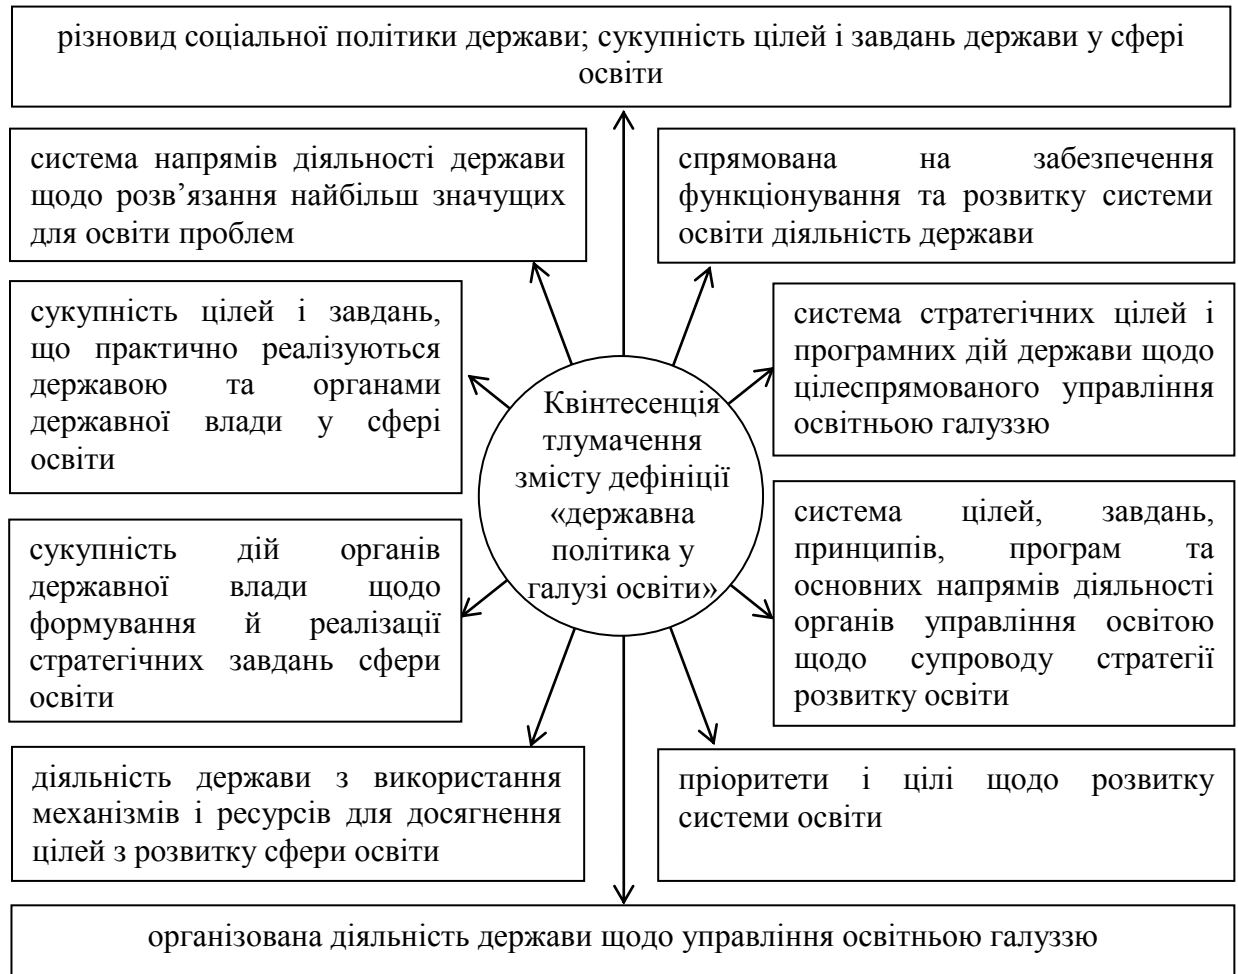 різновид соціальної політики держави; сукупність цілей і завдань держави у сфері
освіти
система напрямів діяльності держави
щодо розв’язання найбільш значущих
для освіти проблем
спрямована на забезпечення
функціонування та розвитку системи
освіти діяльність держави
сукупність цілей і завдань,
що практично реалізуються
державою та органами
державної влади у сфері
освіти
система стратегічних цілей і
програмних дій держави щодо
цілеспрямованого управління
освітньою галуззю
Квінтесенція
тлумачення
змісту дефініції
«державна
політика у
галузі освіти»
сукупність дій органів
державної влади щодо
формування й реалізації
стратегічних завдань сфери
освіти
система цілей, завдань,
принципів, програм та
основних напрямів діяльності
органів управління освітою
щодо супроводу стратегії
розвитку освіти
діяльність держави з використання
механізмів і ресурсів для досягнення
цілей з розвитку сфери освіти
пріоритети і цілі щодо розвитку
системи освіти
організована діяльність держави щодо управління освітньою галуззю